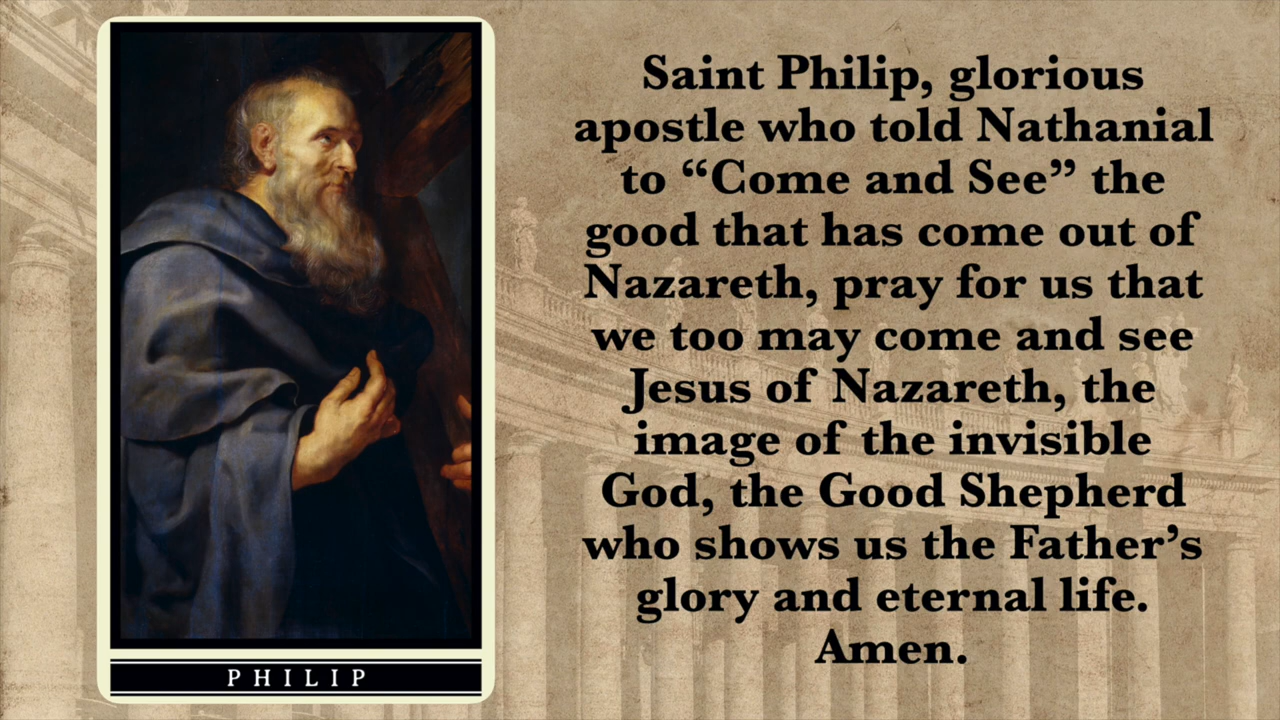 PHILIP
Saint Philip, glorious
apostle who told Nathanial
to “Come and See” the
good that has come out of
Nazareth, pray for us that
we too may come and see
Jesus of Nazareth, the
image of the invisible
God, the Good Shepherd
who shows us the Father’s
glory and eternal life.
Amen.